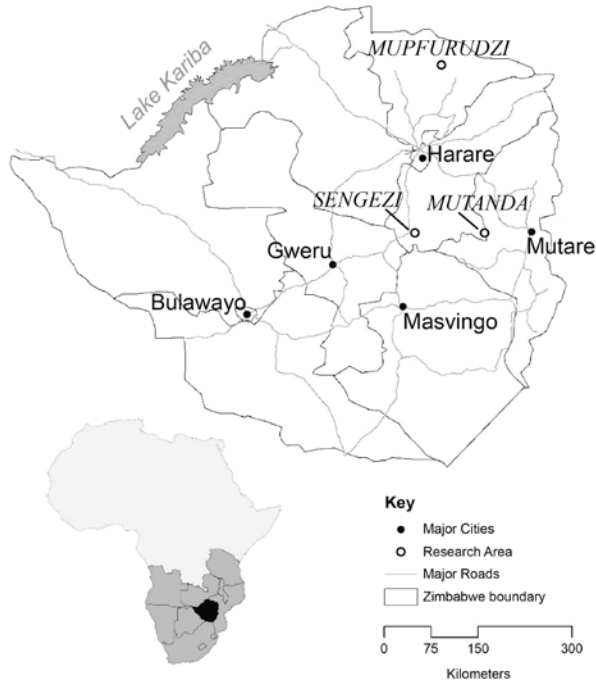 MUPFURUDZI
Lake Kariba
Harare
SENGEZI
MUTANDA
Gweru
Mutare
Bulawayo
Masvingo
Key
Major Cities
Research Area
Major Roads
Zimbabwe boundary
0 75 150 300
Kilometers